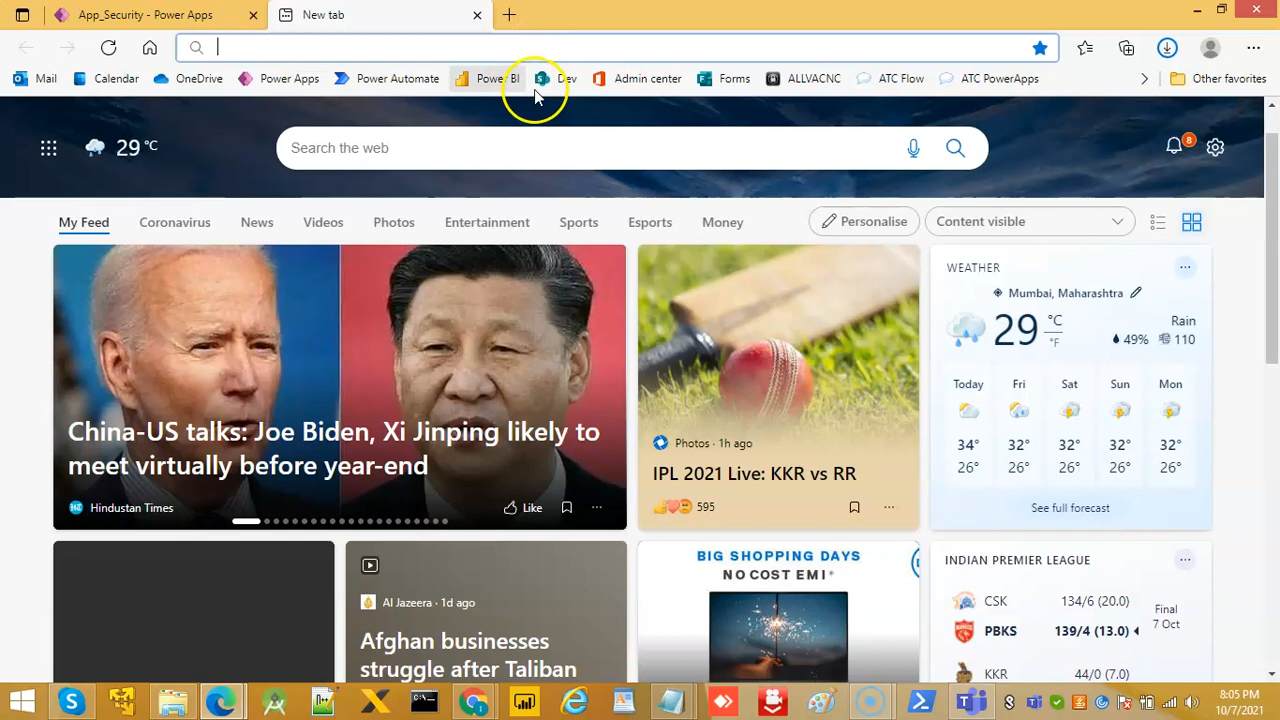 App_Security - Power Apps
New tab
Mail
Calendar
OneDrive
Power Apps
Power Automate
Power BI
Dev
Admin center
Forms
ALLVACNC
ATC Flow
ATC PowerApps
Other favorites
29 °C
Search the web
8
My Feed
Coronavirus
News
Videos
Photos
Entertainment
Sports
Esports
Money
Personalise
Content visible
China-US talks: Joe Biden, Xi Jinping likely to
meet virtually before year-end
Hindustan Times
Like
Photos · 1h ago
IPL 2021 Live: KKR vs RR
595
WEATHER
Mumbai, Maharashtra
29 °C
°F
49%
Rain
110
Today Fri Sat Sun Mon
34° 32° 32° 32° 32°
26° 26° 26° 26° 26°
See full forecast
Al Jazeera · 1d ago
Afghan businesses
struggle after Taliban
BIG SHOPPING DAYS
NO COST EMI*
INDIAN PREMIER LEAGUE
CSK 134/6 (20.0)
PBKS 139/4 (13.0)
Final
7 Oct
KKR 44/0 (7.0)
8:05 PM
10/7/2021